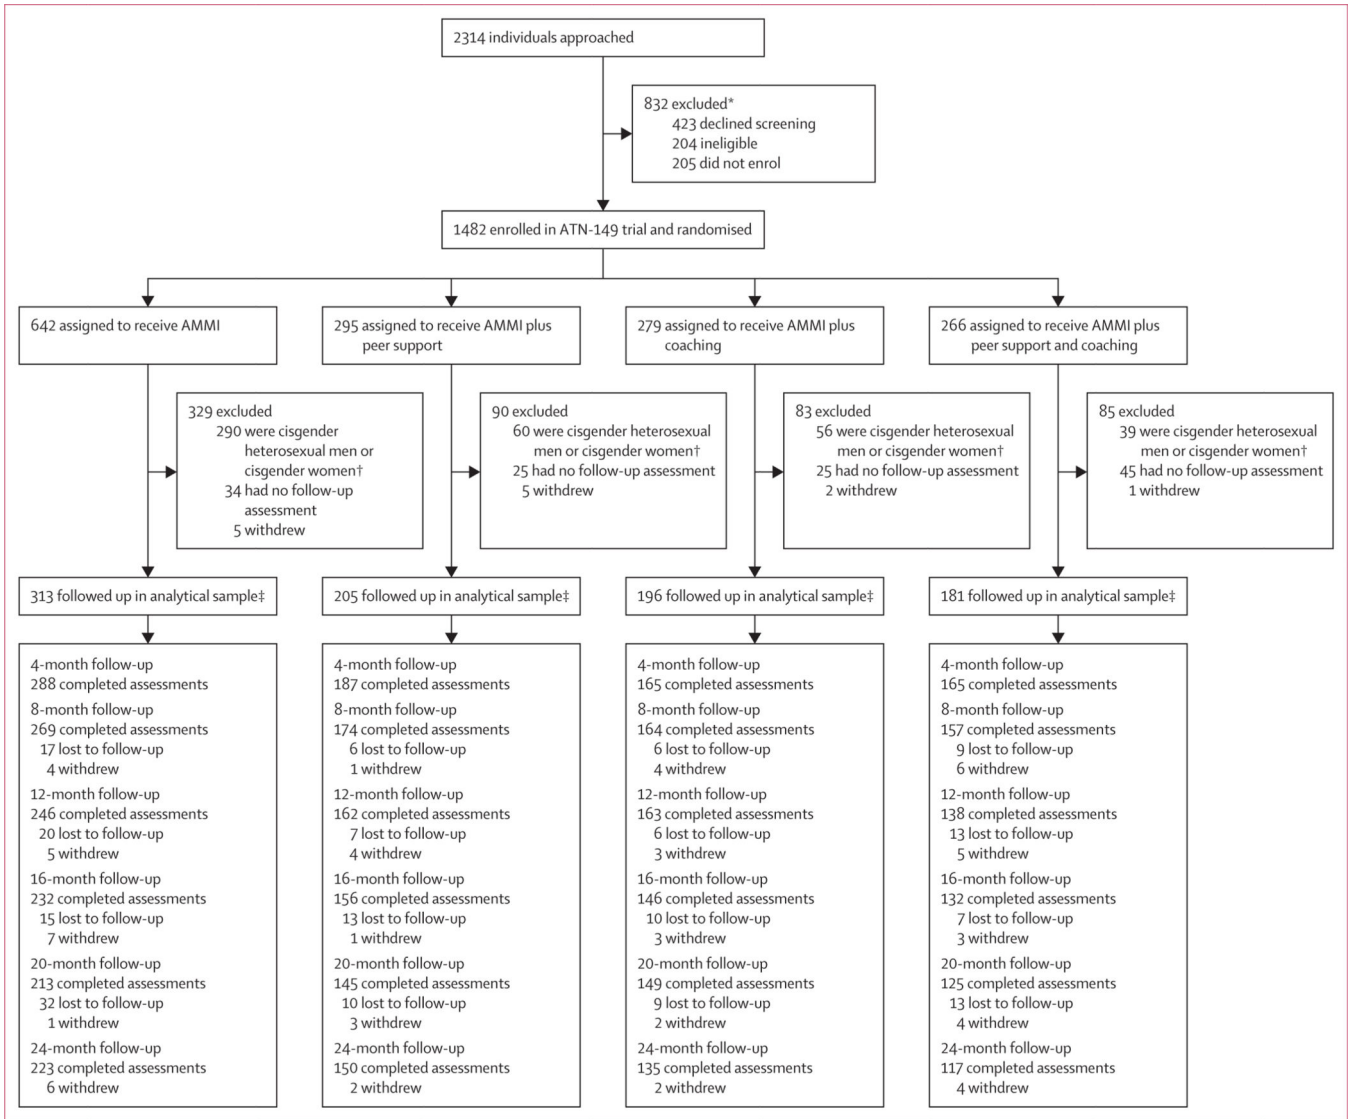 2314 individuals approached
832 excluded*
423 declined screening
204 ineligible
205 did not enrol
1482 enrolled in ATN-149 trial and randomised
642 assigned to receive AMMI
295 assigned to receive AMMI plus
peer support
279 assigned to receive AMMI plus
coaching
266 assigned to receive AMMI plus
peer support and coaching
329 excluded
290 were cisgender
heterosexual men or
cisgender women†
34 had no follow-up
assessment
5 withdrew
90 excluded
60 were cisgender heterosexual
men or cisgender women†
25 had no follow-up assessment
5 withdrew
83 excluded
56 were cisgender heterosexual
men or cisgender women†
25 had no follow-up assessment
2 withdrew
85 excluded
39 were cisgender heterosexual
men or cisgender women†
45 had no follow-up assessment
1 withdrew
313 followed up in analytical sample‡
205 followed up in analytical sample‡
196 followed up in analytical sample‡
181 followed up in analytical sample‡
4-month follow-up
288 completed assessments
8-month follow-up
269 completed assessments
17 lost to follow-up
4 withdrew
12-month follow-up
246 completed assessments
20 lost to follow-up
5 withdrew
16-month follow-up
232 completed assessments
15 lost to follow-up
7 withdrew
20-month follow-up
213 completed assessments
32 lost to follow-up
1 withdrew
24-month follow-up
223 completed assessments
6 withdrew
4-month follow-up
187 completed assessments
8-month follow-up
174 completed assessments
6 lost to follow-up
1 withdrew
12-month follow-up
162 completed assessments
7 lost to follow-up
4 withdrew
16-month follow-up
156 completed assessments
13 lost to follow-up
1 withdrew
20-month follow-up
145 completed assessments
10 lost to follow-up
3 withdrew
24-month follow-up
150 completed assessments
2 withdrew
4-month follow-up
165 completed assessments
8-month follow-up
164 completed assessments
6 lost to follow-up
4 withdrew
12-month follow-up
163 completed assessments
6 lost to follow-up
3 withdrew
16-month follow-up
146 completed assessments
10 lost to follow-up
3 withdrew
20-month follow-up
149 completed assessments
9 lost to follow-up
2 withdrew
24-month follow-up
135 completed assessments
2 withdrew
4-month follow-up
165 completed assessments
8-month follow-up
157 completed assessments
9 lost to follow-up
6 withdrew
12-month follow-up
138 completed assessments
13 lost to follow-up
5 withdrew
16-month follow-up
132 completed assessments
7 lost to follow-up
3 withdrew
20-month follow-up
125 completed assessments
13 lost to follow-up
4 withdrew
24-month follow-up
117 completed assessments
4 withdrew